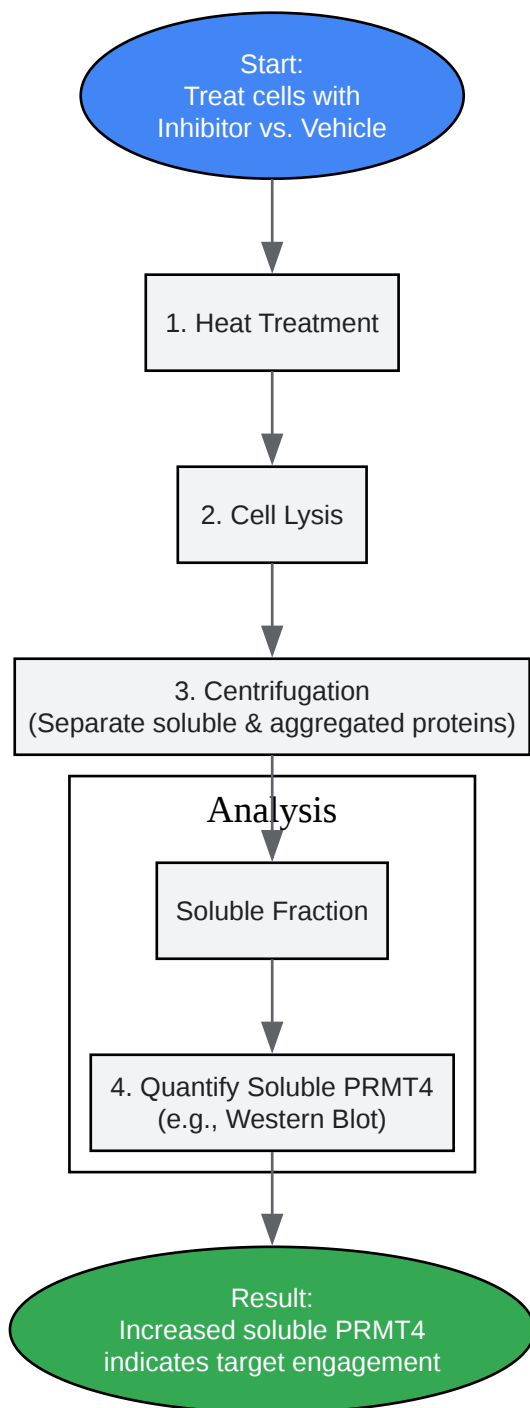 Start:
Treat cells with
Inhibitor vs. Vehicle
1. Heat Treatment
2. Cell Lysis
3. Centrifugation
(Separate soluble & aggregated proteins)
Analysis
Soluble Fraction
4. Quantify Soluble PRMT4
(e.g., Western Blot)
Result:
Increased soluble PRMT4
indicates target engagement